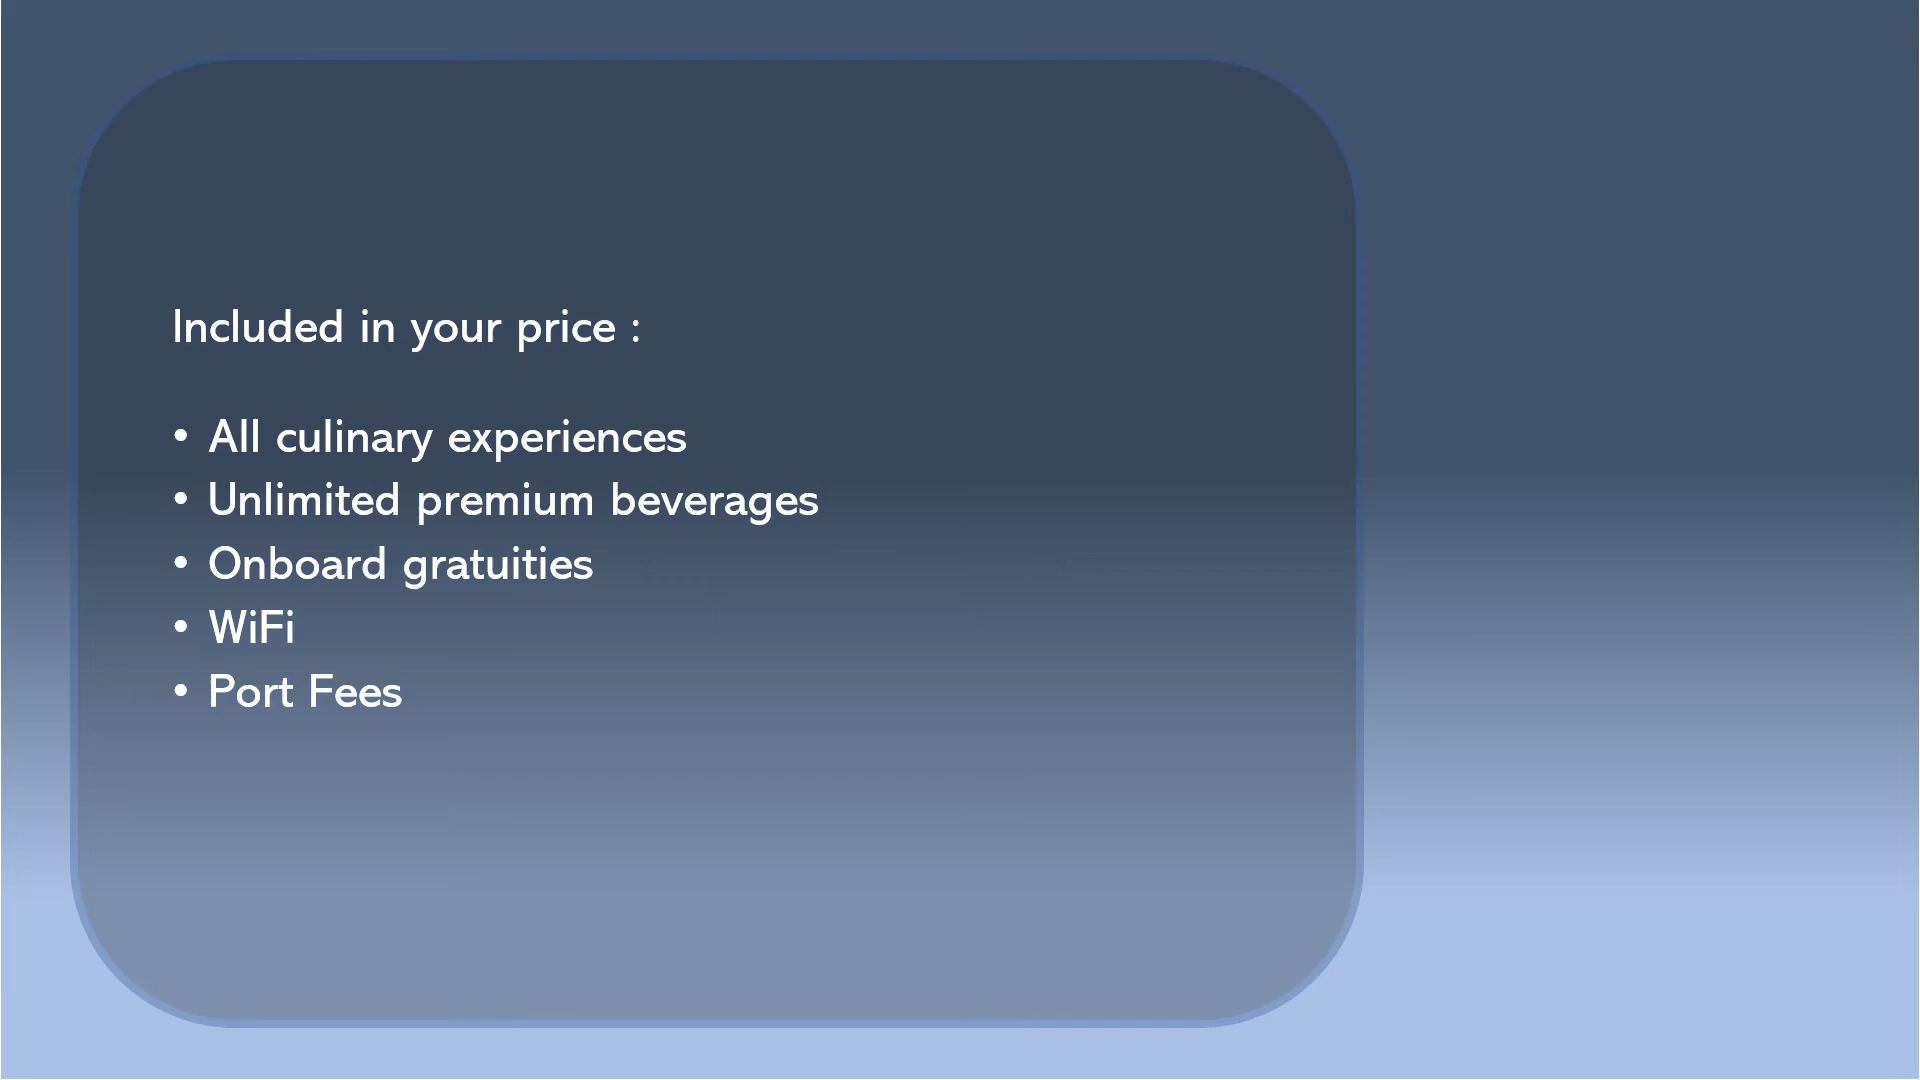 Included in your price :
• All culinary experiences
• Unlimited premium beverages
• Onboard gratuities
• WiFi
• Port Fees